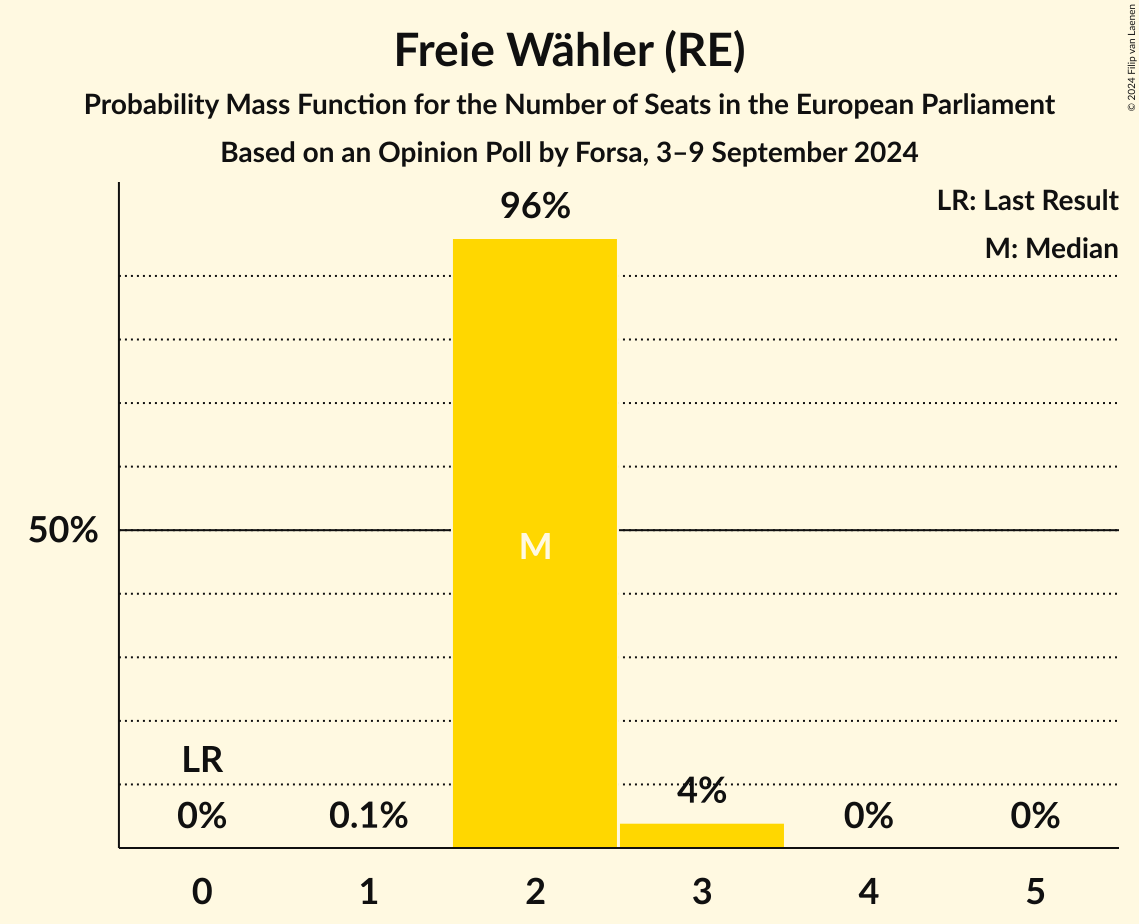 Freie Wähler (RE)
Probability Mass Function for the Number of Seats in the European Parliament
Based on an Opinion Poll by Forsa, 3–9 September 2024
© 2024 Filip van Laenen
LR: Last Result
M: Median
96%
50%
M
LR
0%
0.1%
4%
0%
0%
0 1 2 3 4 5